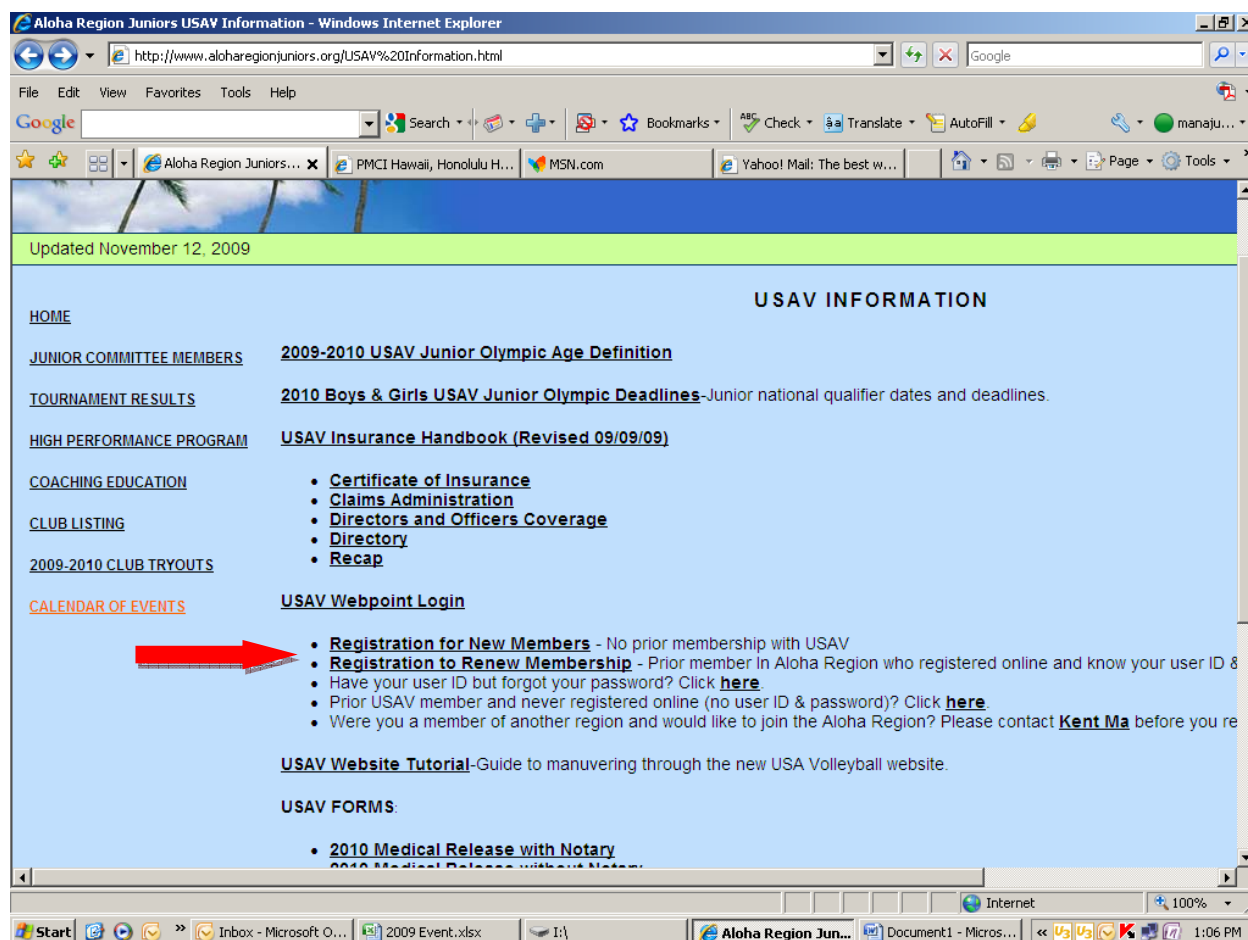 Aloha Region Juniors USAV Information - Windows Internet Explorer
http://www.aloharegionjuniors.org/USAV%20Information.html
Google
File Edit View Favorites Tools Help
Google Search Bookmarks Check Translate AutoFill manaju...
Aloha Region Juniors... PMCI Hawaii, Honolulu H... MSN.com Yahoo! Mail: The best w... Page Tools
Updated November 12, 2009
USAV INFORMATION
HOME
JUNIOR COMMITTEE MEMBERS
TOURNAMENT RESULTS
HIGH PERFORMANCE PROGRAM
COACHING EDUCATION
CLUB LISTING
2009-2010 CLUB TRYOUTS
CALENDAR OF EVENTS
2009-2010 USAV Junior Olympic Age Definition
2010 Boys & Girls USAV Junior Olympic Deadlines-Junior national qualifier dates and deadlines.
USAV Insurance Handbook (Revised 09/09/09)
• Certificate of Insurance
• Claims Administration
• Directors and Officers Coverage
• Directory
• Recap
USAV Webpoint Login
• Registration for New Members - No prior membership with USAV
• Registration to Renew Membership - Prior member In Aloha Region who registered online and know your user ID &
• Have your user ID but forgot your password? Click here.
• Prior USAV member and never registered online (no user ID & password)? Click here.
• Were you a member of another region and would like to join the Aloha Region? Please contact Kent Ma before you re
USAV Website Tutorial-Guide to manuvering through the new USA Volleyball website.
USAV FORMS:
• 2010 Medical Release with Notary
2010 Medical Release without Notary
Internet 100%
Start Inbox - Microsoft O... 2009 Event.xlsx I:\ Aloha Region Jun... Document1 - Micros... 1:06 PM